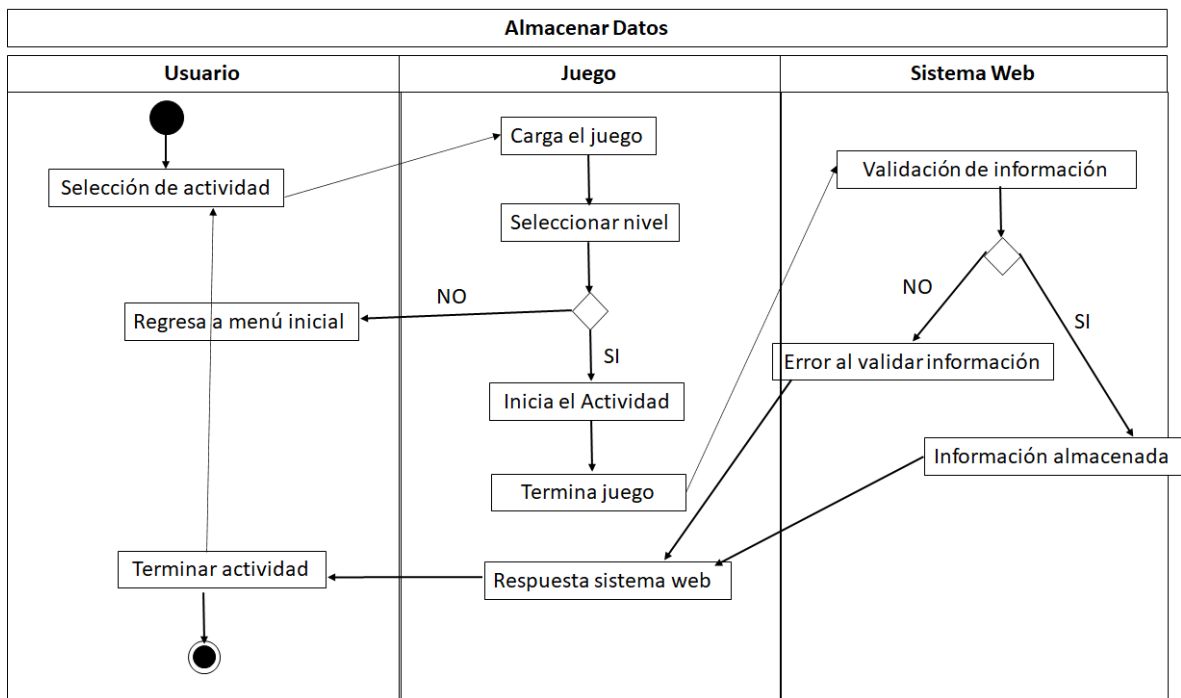 Almacenar Datos
Usuario
Juego
Sistema Web
Carga el juego
Validación de información
Selección de actividad
Seleccionar nivel
NO
NO
Regresa a menú inicial
SI
SI
Error al validar información
Inicia el Actividad
Información almacenada
Termina juego
Terminar actividad
Respuesta sistema web